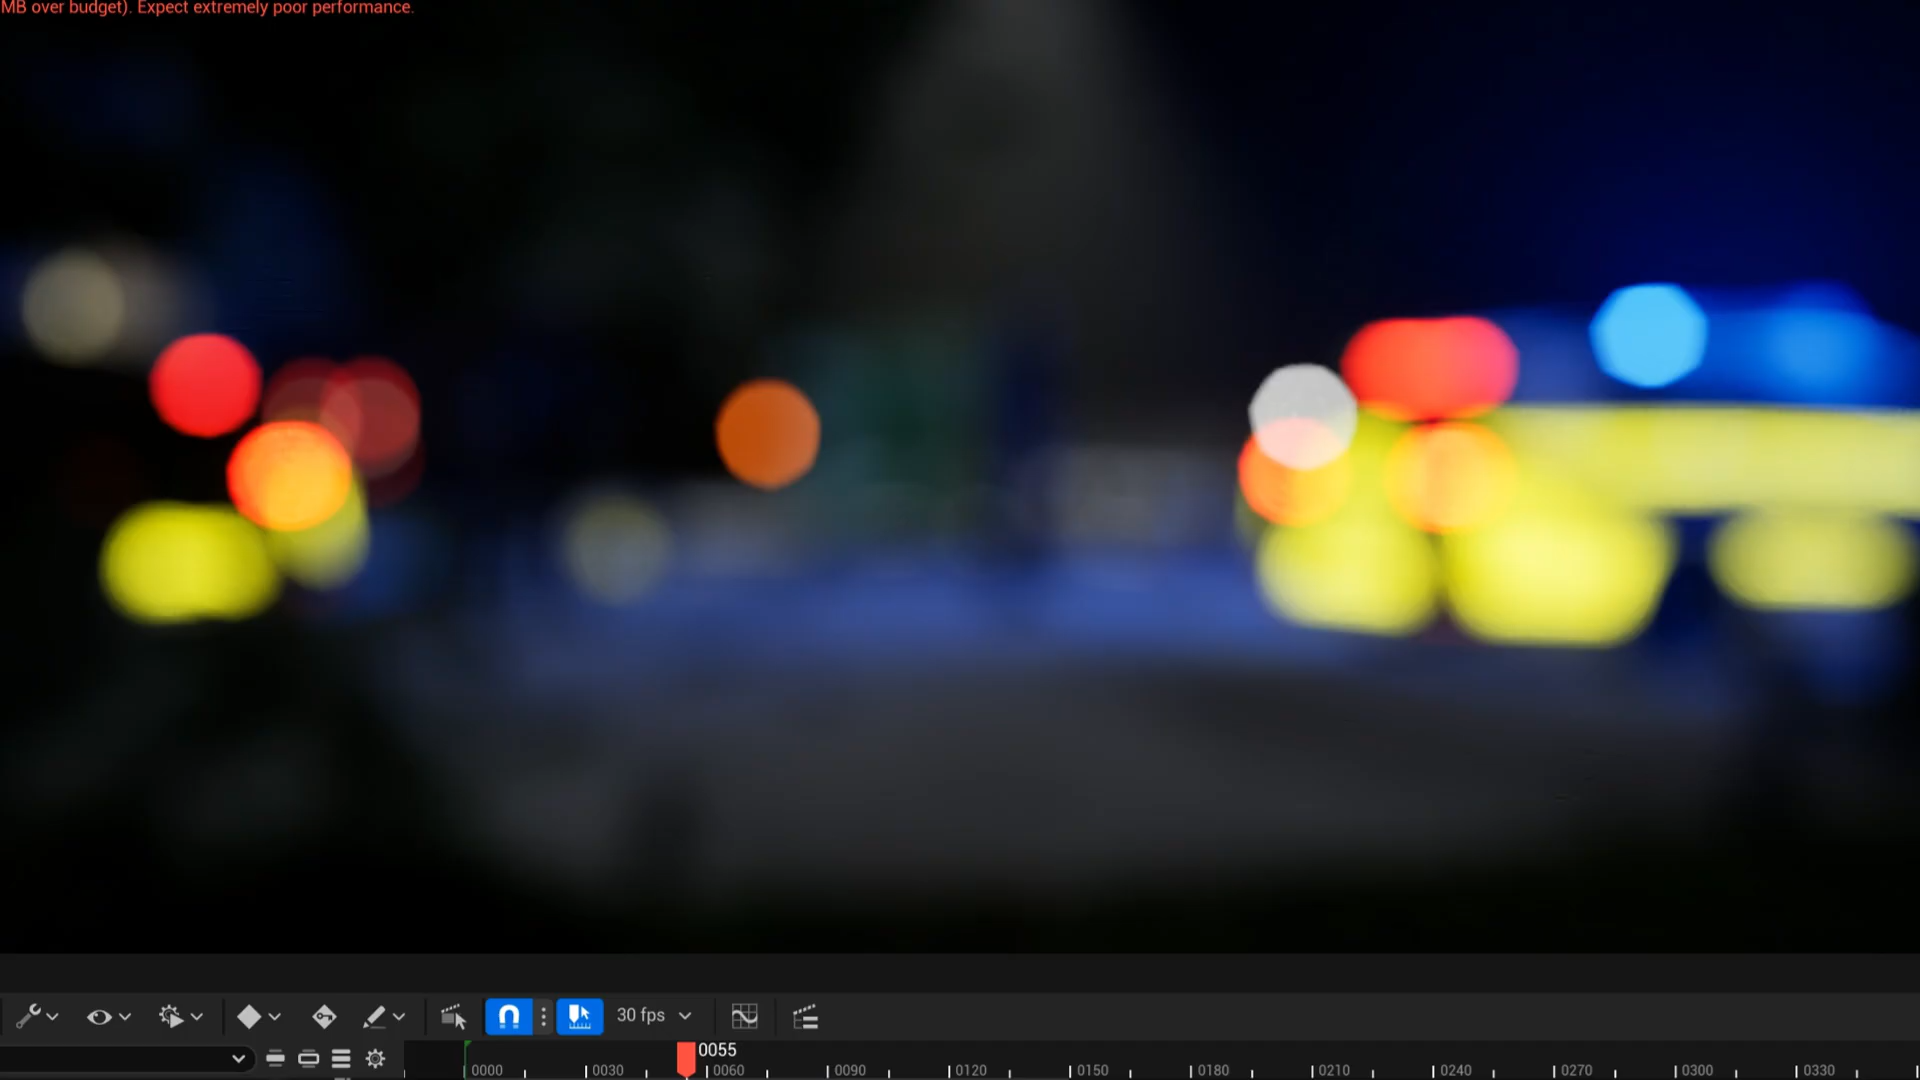 MB over budget). Expect extremely poor performance.
30 fps
0055
0000 0030 0060 0090 0120 0150 0180 0210 0240 0270 0300 0330